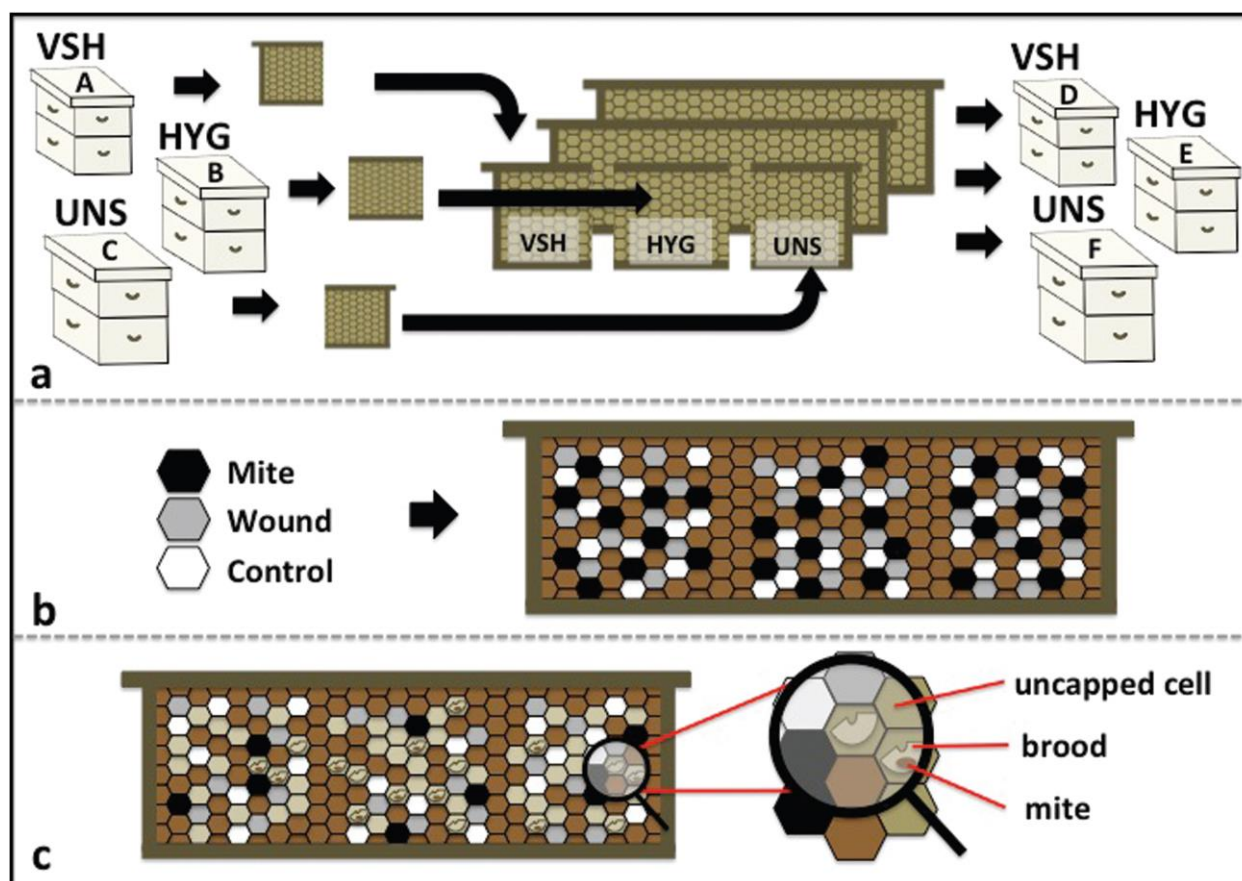 VSH
A
HYG
B
UNS
C
VSH
HYG
UNS
VSH
D
HYG
E
UNS
F
a
Mite
Wound
Control
b
uncapped cell
brood
mite
c